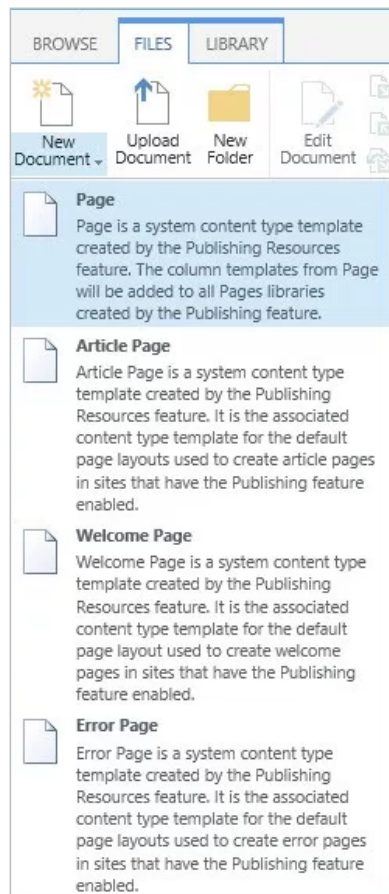 BROWSE FILES LIBRARY
New Document Upload Document New Folder Edit Document
Page
Page is a system content type template
created by the Publishing Resources
feature. The column templates from Page
will be added to all Pages libraries
created by the Publishing feature.
Article Page
Article Page is a system content type
template created by the Publishing
Resources feature. It is the associated
content type template for the default
page layouts used to create article pages
in sites that have the Publishing feature
enabled.
Welcome Page
Welcome Page is a system content type
template created by the Publishing
Resources feature. It is the associated
content type template for the default
page layout used to create welcome
pages in sites that have the Publishing
feature enabled.
Error Page
Error Page is a system content type
template created by the Publishing
Resources feature. It is the associated
content type template for the default
page layouts used to create error pages
in sites that have the Publishing feature
enabled.